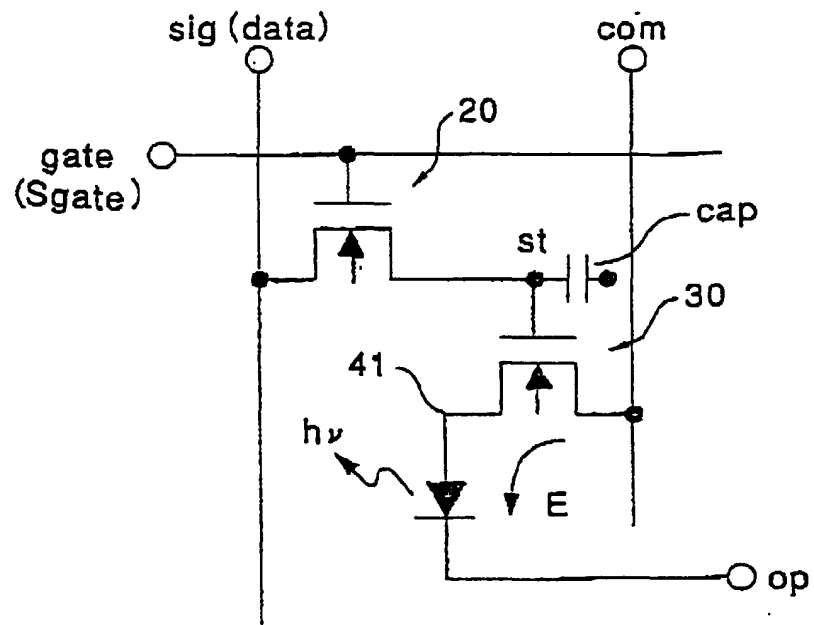 sig (data)
com
20
gate
(Sgate)
cap
st
30
41
hν
E
op